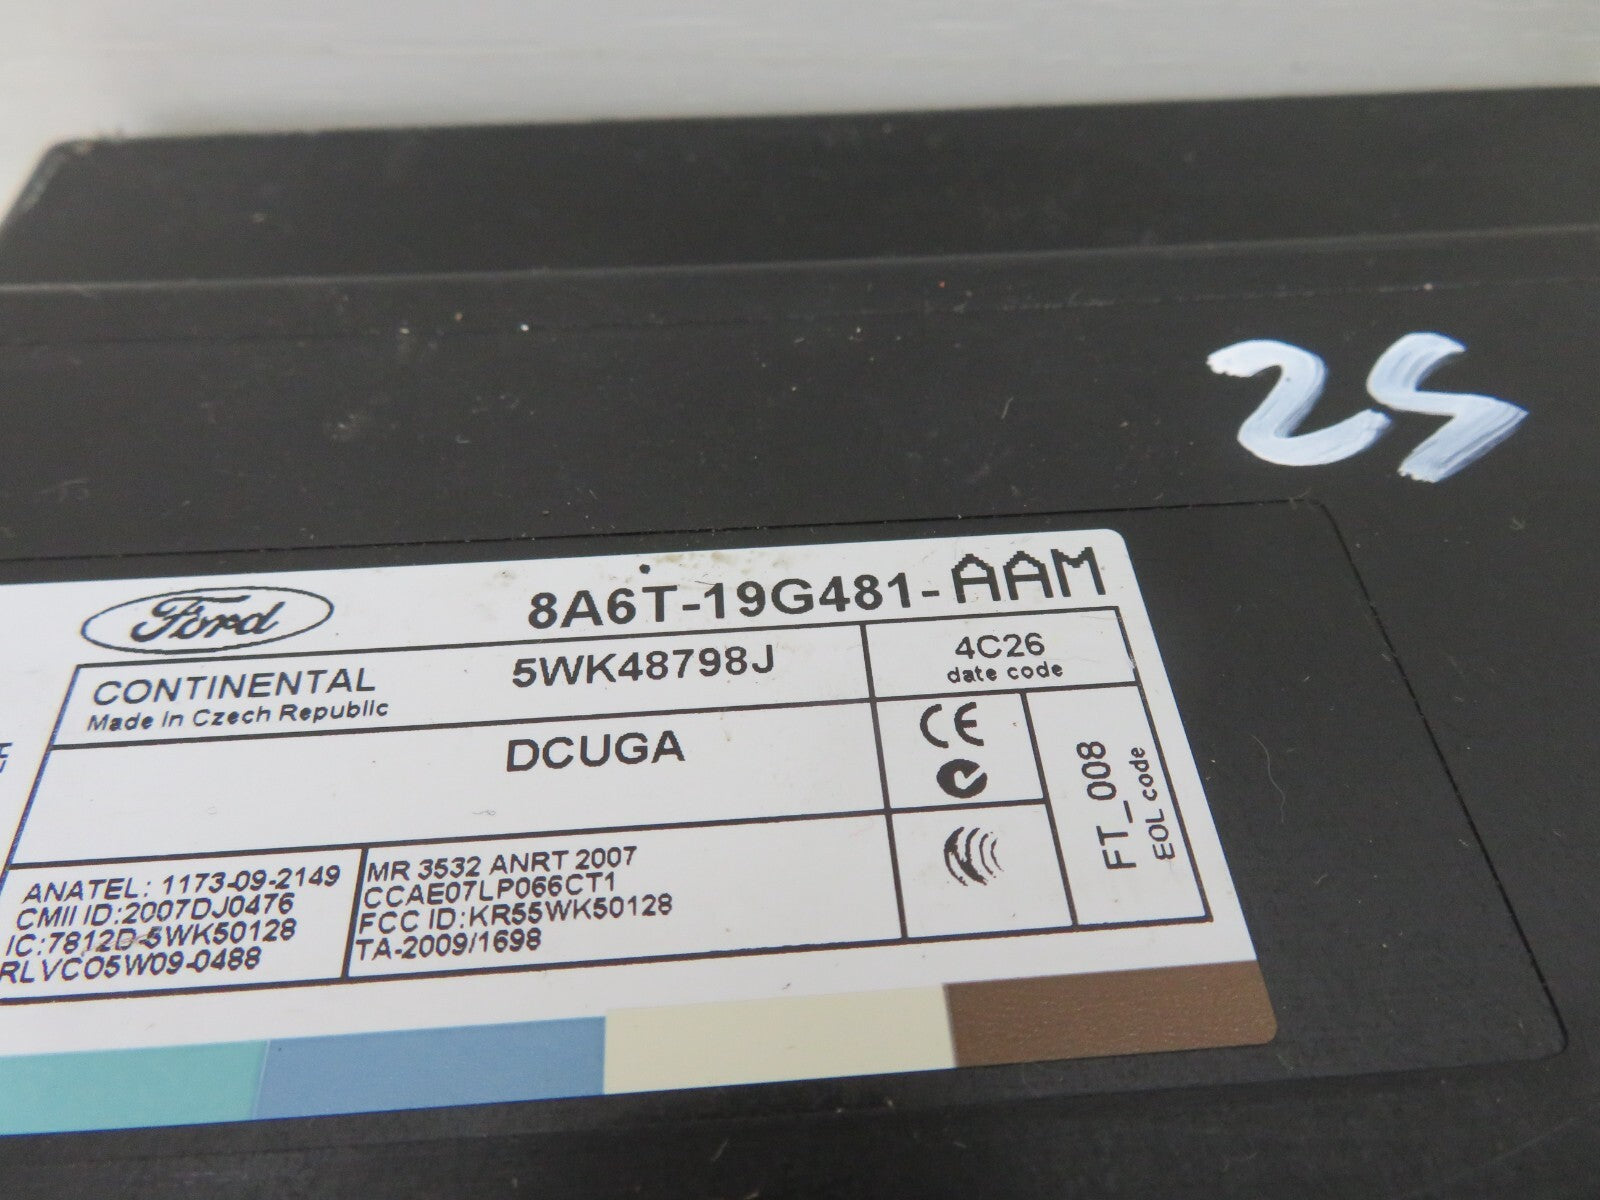 25
Ford
8A6T-19G481-AAM
CONTINENTAL
Made in Czech Republic
5WK48798J
4C26
date code
DCUGA
CE
FT_008
EOL code
ANATEL: 1173-09-2149
CMII ID:2007DJ0476
IC:7812D-5WK50128
RLVCO5W09-0488
MR 3532 ANRT 2007
CCAE07LP066CT1
FCC ID:KR55WK50128
TA-2009/1698